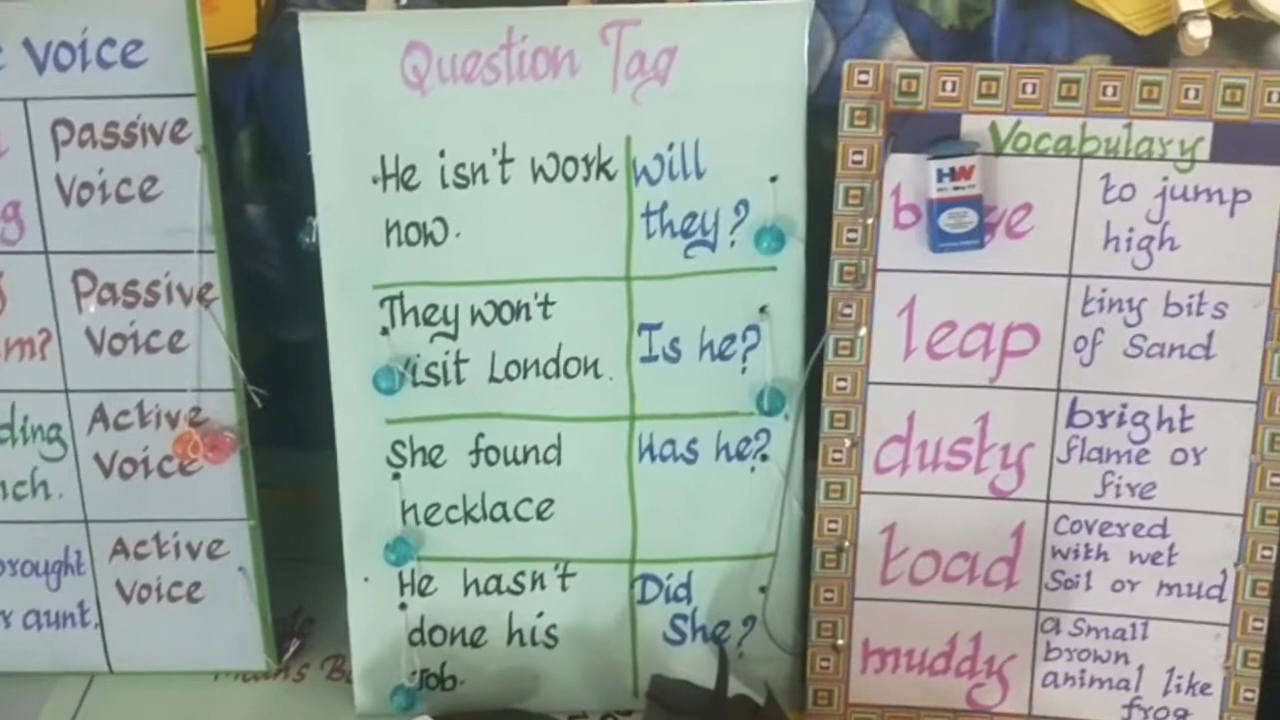 Voice
Passive
Voice
g
Passive
Voice
m?
ding
Active
Voice
nch.
rought
Active
Voice
aunt.
Question Tag
He isn't work
now.
will
they?
They won't
visit London.
Is he?
She found
necklace
Has he?
He hasn't
done his
Job.
Did
She?
Vocabulary
HW
to jump
high
leap
tiny bits
of Sand
dusty
bright
flame or
fire
toad
Covered
with wet
Soil or mud
muddy
a Small
brown
animal like
frog